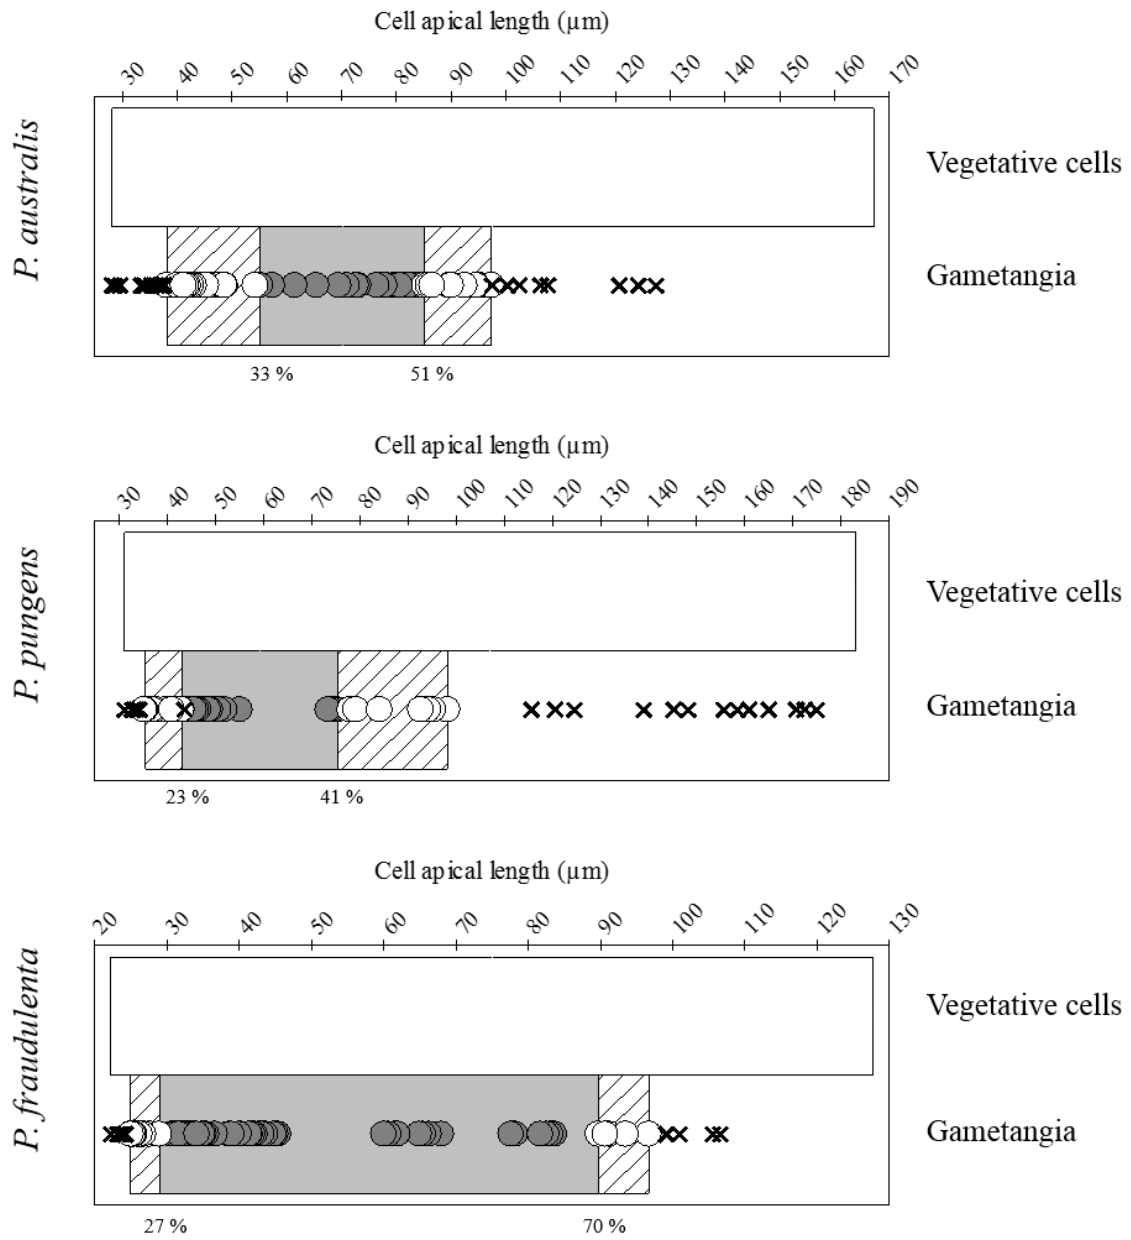 Cell apical length (µm)
30 40 50 60 70 80 90 100 110 120 130 140 150 160 170
P. australis
Vegetative cells
Gametangia
33 % 51 %
Cell apical length (µm)
30 40 50 60 70 80 90 100 110 120 130 140 150 160 170 180 190
P. pungens
Vegetative cells
Gametangia
23 % 41 %
Cell apical length (µm)
20 30 40 50 60 70 80 90 100 110 120 130
P. fraudulenta
Vegetative cells
Gametangia
27 % 70 %